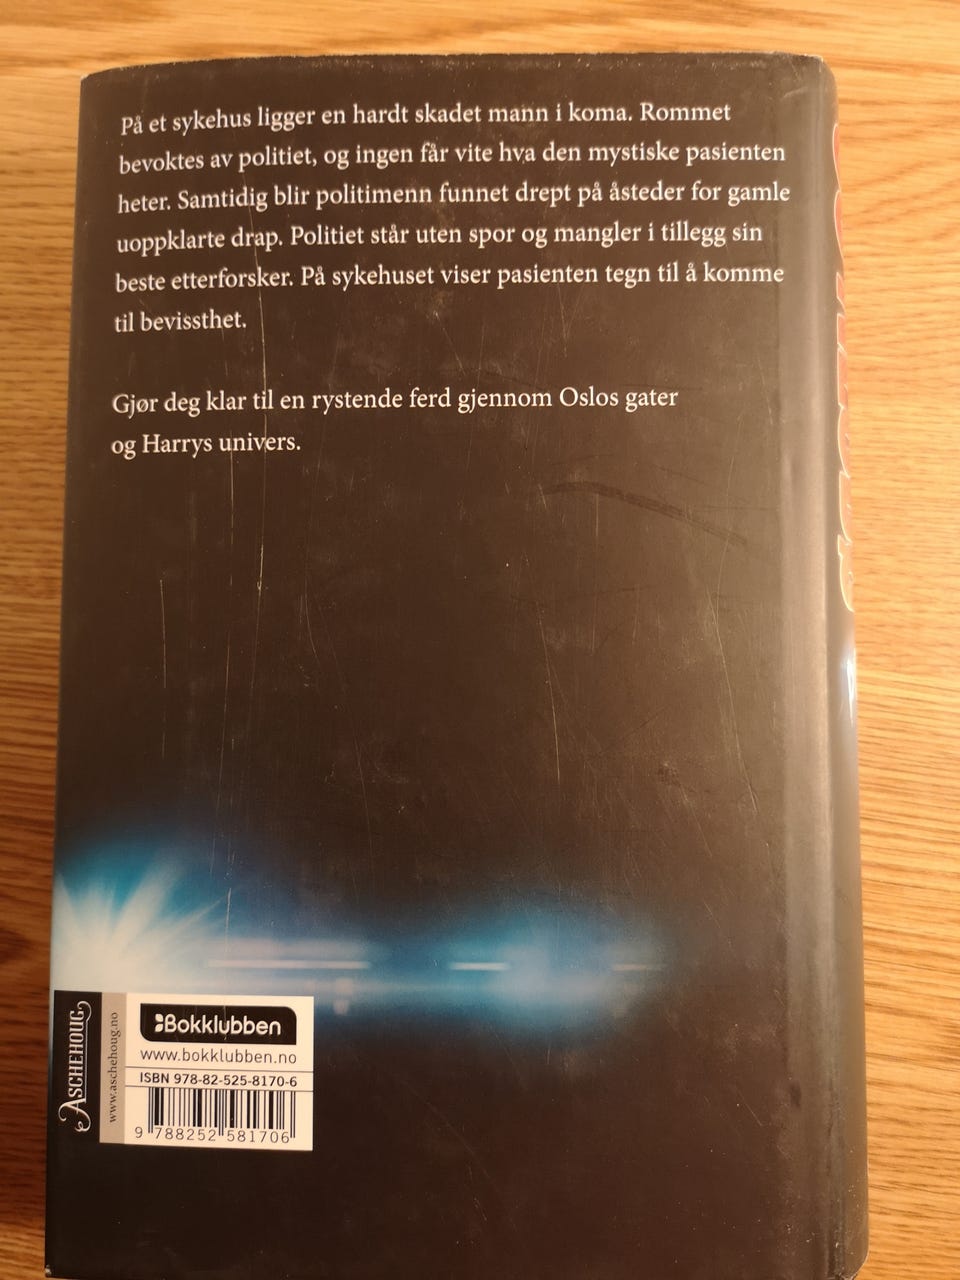 På et sykehus ligger en hardt skadet mann i koma. Rommet
bevoktes av politiet, og ingen får vite hva den mystiske pasienten
heter. Samtidig blir politimenn funnet drept på åsteder for gamle
uoppklarte drap. Politiet står uten spor og mangler i tillegg sin
beste etterforsker. På sykehuset viser pasienten tegn til å komme
til bevissthet.
Gjør deg klar til en rystende ferd gjennom Oslos gater
og Harrys univers.
ASCHEHOUG
www.aschehoug.no
Bokklubben
www.bokklubben.no
ISBN 978-82-525-8170-6
9 788252 581706